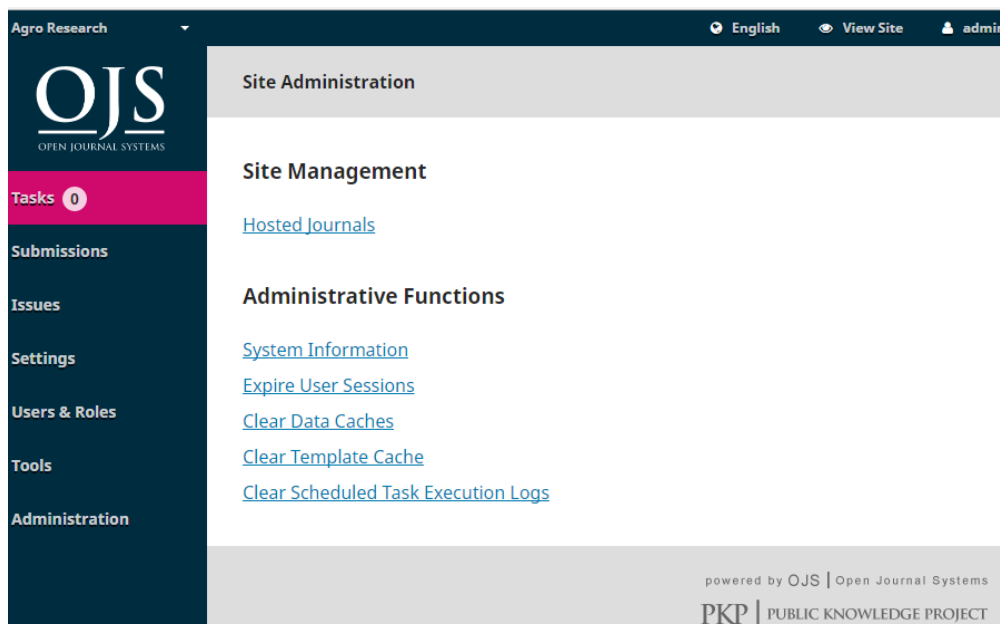 Agro Research
English View Site admin
OJS
OPEN JOURNAL SYSTEMS
Site Administration
Tasks 0
Submissions
Issues
Settings
Users & Roles
Tools
Administration
Site Management
Hosted Journals
Administrative Functions
System Information
Expire User Sessions
Clear Data Caches
Clear Template Cache
Clear Scheduled Task Execution Logs
powered by OJS | Open Journal Systems
PKP | PUBLIC KNOWLEDGE PROJECT